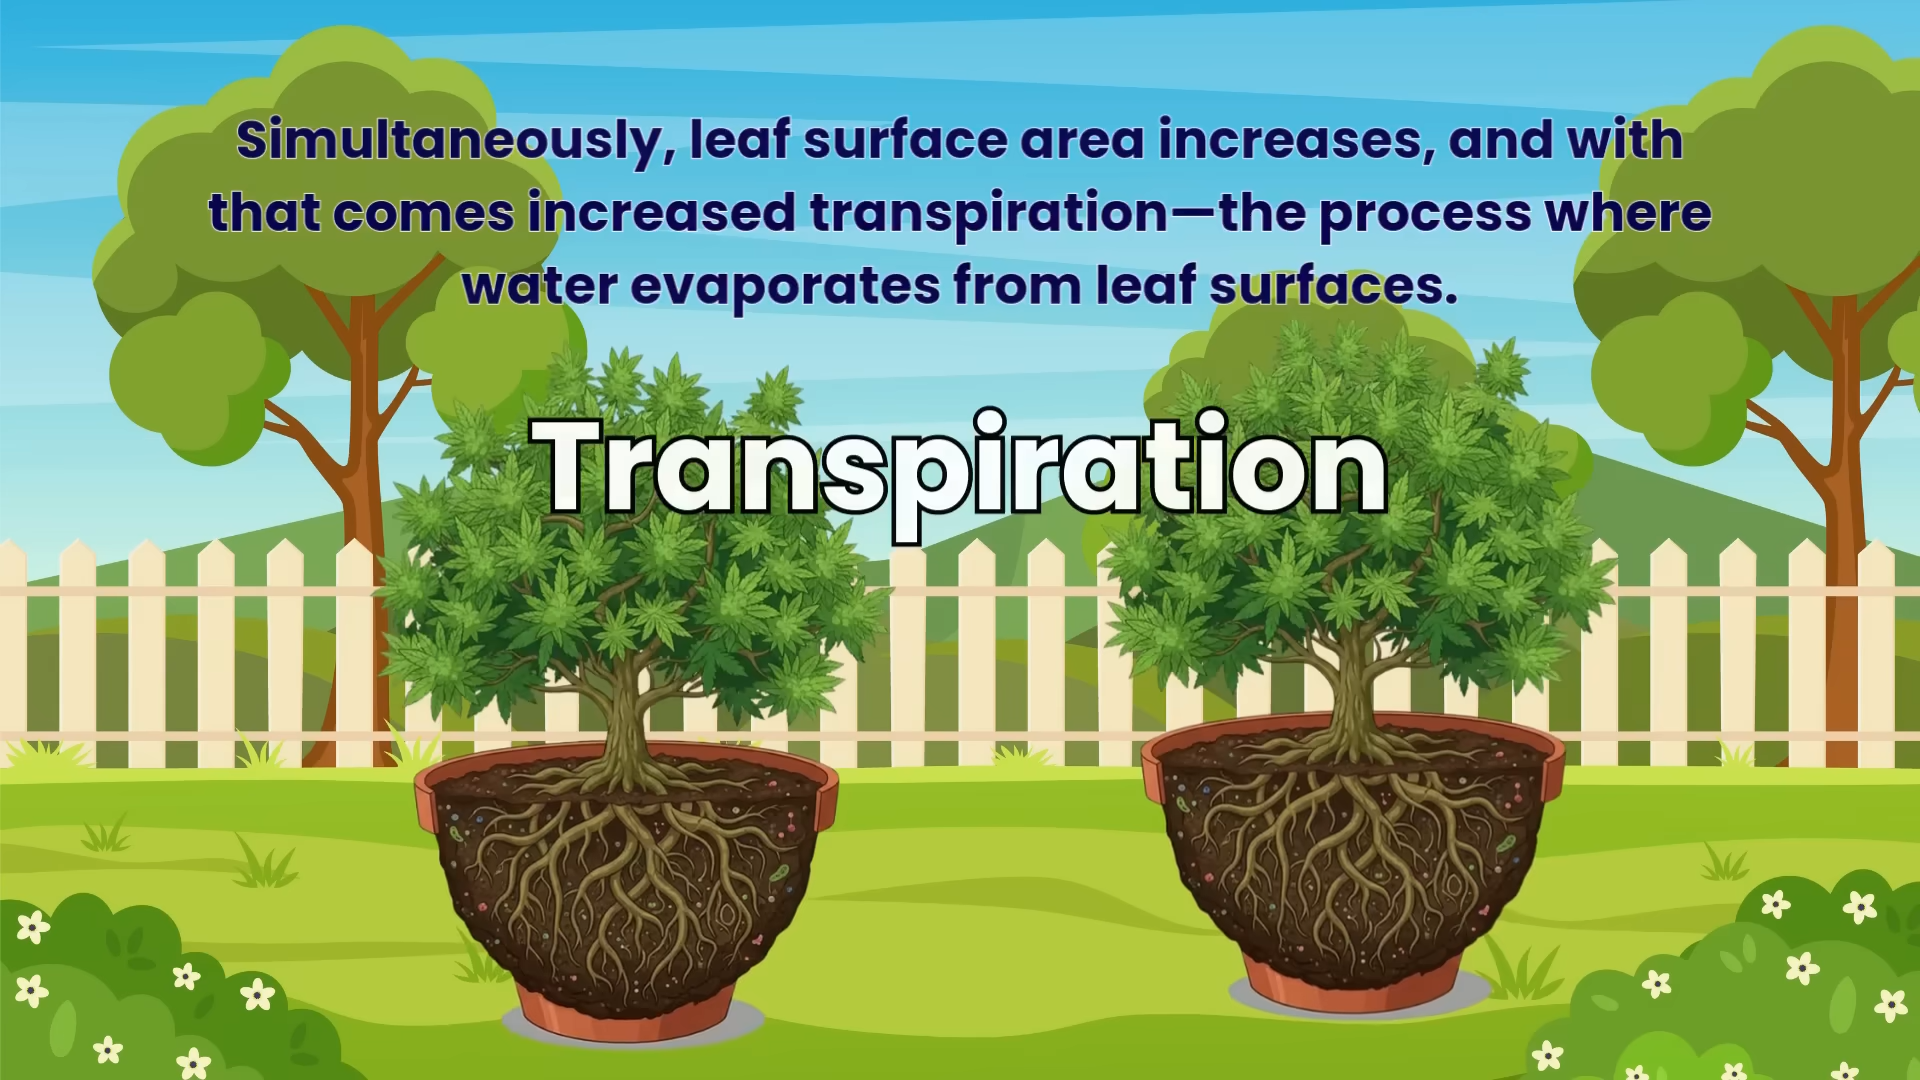 Simultaneously, leaf surface area increases, and with
that comes increased transpiration—the process where
water evaporates from leaf surfaces.
Transpiration